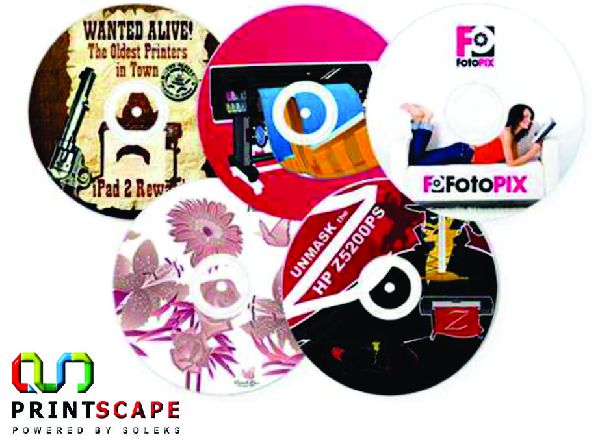 WANTED ALIVE!
The Oldest Printers
in Town
iPad 2 Reward!
FotoPIX
FOTOPIX
UNMASK the
HP Z5200PS
Z
PRINTSCAPE
POWERED BY SOLEKS